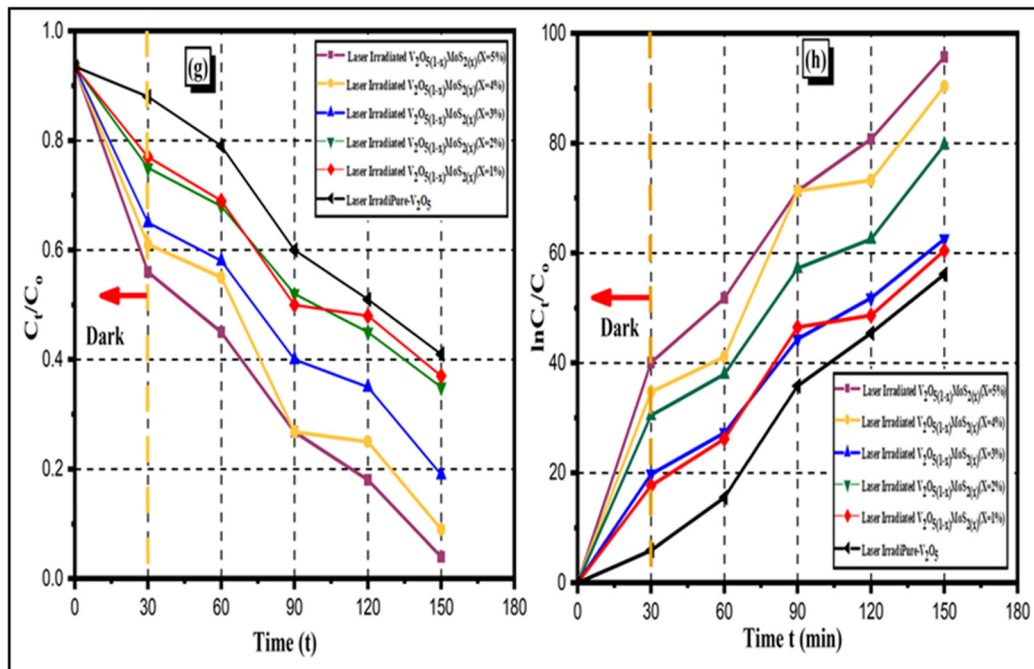 (g)
Laser Irradiated V₂O₅₍₁₋ₓ₎MoS₂₍ₓ₎(X=5%)
Laser Irradiated V₂O₅₍₁₋ₓ₎MoS₂₍ₓ₎(X=4%)
Laser Irradiated V₂O₅₍₁₋ₓ₎MoS₂₍ₓ₎(X=3%)
Laser Irradiated V₂O₅₍₁₋ₓ₎MoS₂₍ₓ₎(X=2%)
Laser Irradiated V₂O₅₍₁₋ₓ₎MoS₂₍ₓ₎(X=1%)
Laser IrradiPure-V₂O₅
1.0
0.8
0.6
0.4
0.2
0.0
Cₜ/Cₒ
Dark
0 30 60 90 120 150 180
Time (t)
(h)
100
80
60
40
20
0
lnCₜ/Cₒ
Dark
Laser Irradiated V₂O₅₍₁₋ₓ₎MoS₂₍ₓ₎(X=5%)
Laser Irradiated V₂O₅₍₁₋ₓ₎MoS₂₍ₓ₎(X=4%)
Laser Irradiated V₂O₅₍₁₋ₓ₎MoS₂₍ₓ₎(X=3%)
Laser Irradiated V₂O₅₍₁₋ₓ₎MoS₂₍ₓ₎(X=2%)
Laser Irradiated V₂O₅₍₁₋ₓ₎MoS₂₍ₓ₎(X=1%)
Laser IrradiPure-V₂O₅
0 30 60 90 120 150 180
Time t (min)